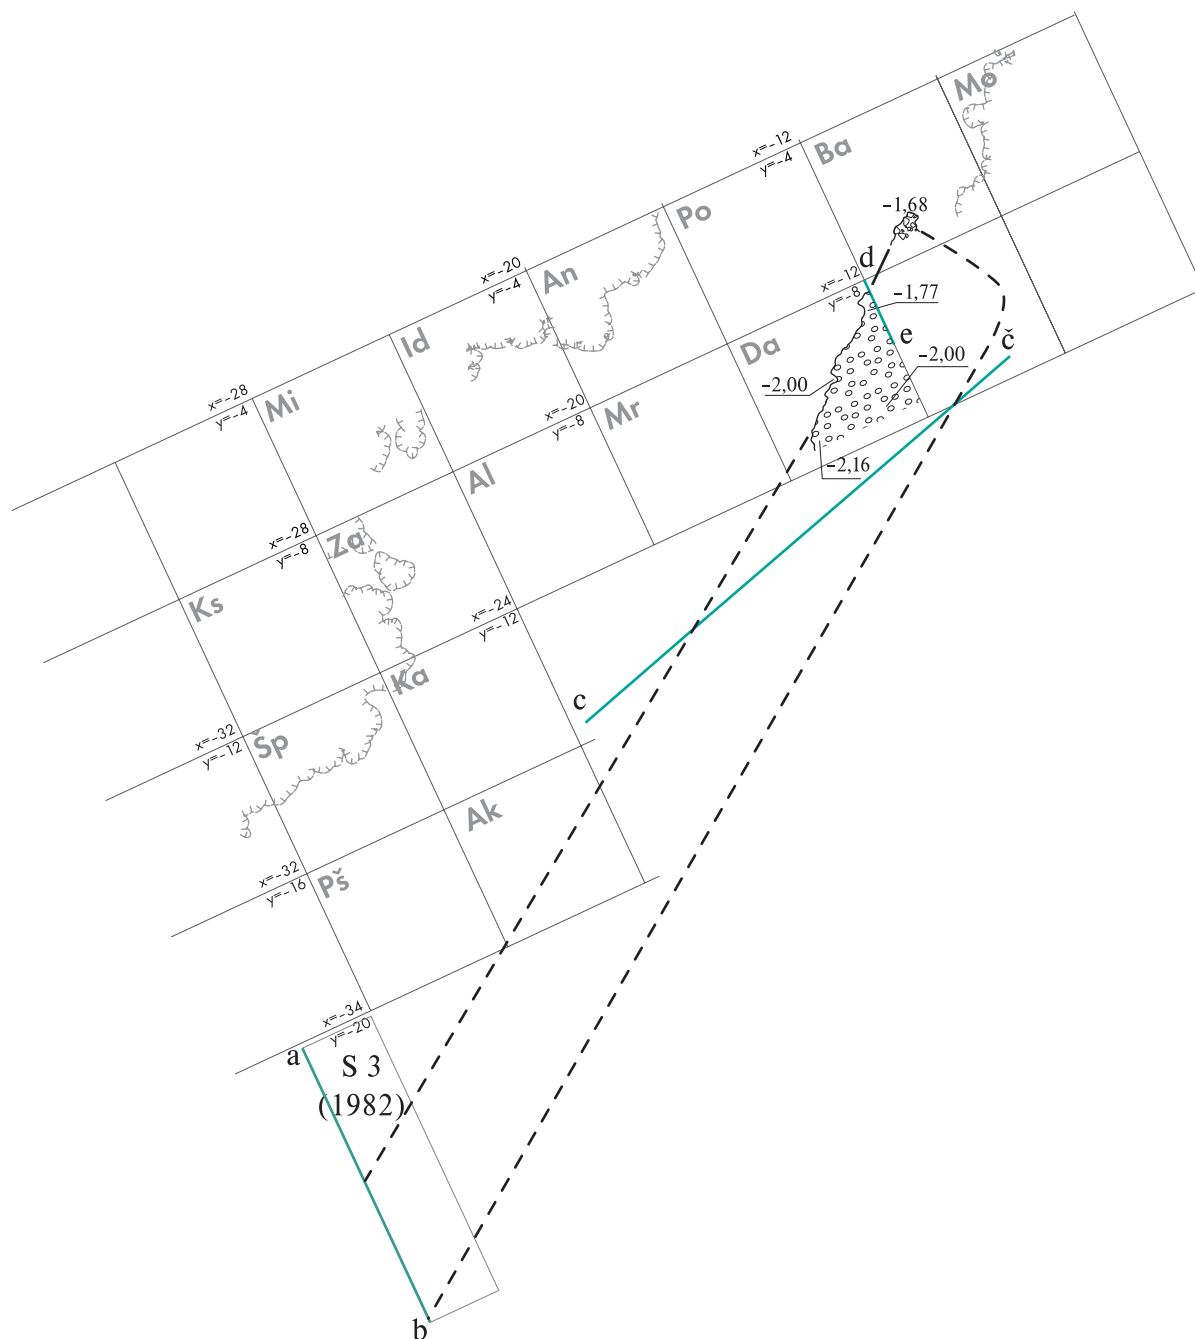 Mo
x=-12
y=-4
Ba
-1,68
Po
x=-20
y=-4
An
d
x=-12
y=-8
-1,77
Id
e
č
-2,00
Da
-2,00
x=-28
y=-4
Mi
x=-20
y=-8
Mr
-2,16
Al
x=-28
y=-8
Za
Ks
x=-24
y=-12
Ka
c
x=-32
y=-12
Šp
Ak
x=-32
y=-16
Pš
x=-34
y=-20
a
S 3
(1982)
b